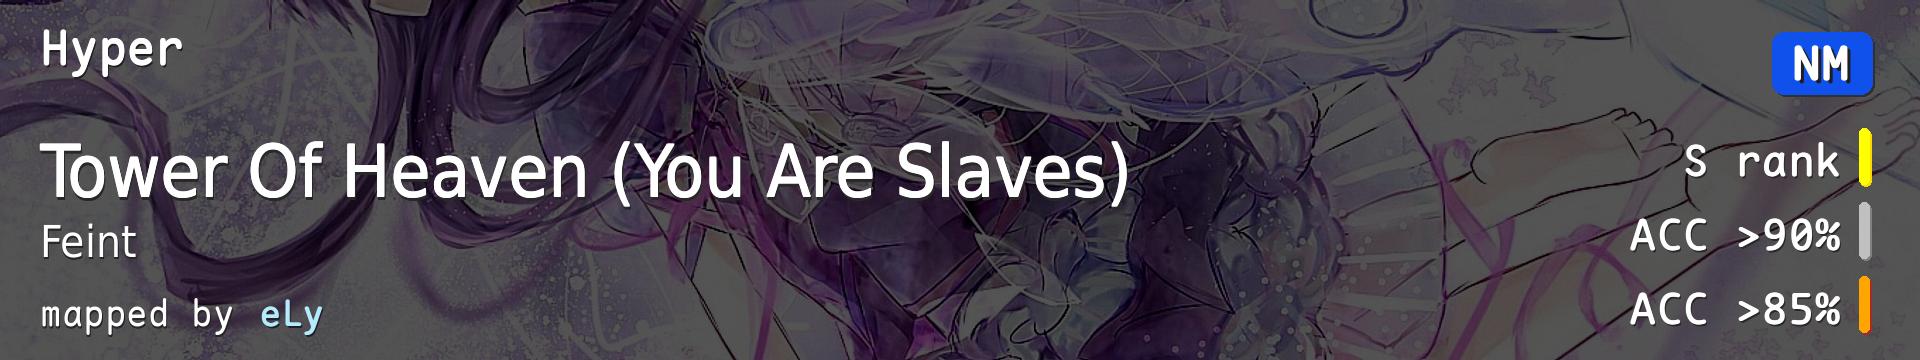 Hyper
NM
Tower Of Heaven (You Are Slaves)
Feint
mapped by eLy
S rank
ACC >90%
ACC >85%